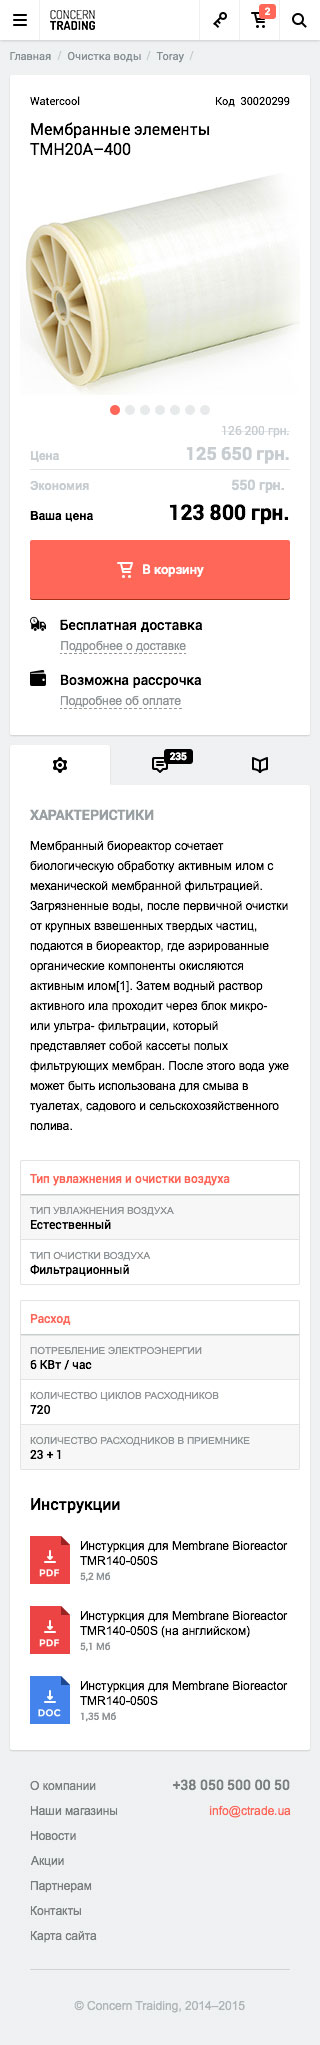 CONCERN
TRADING
2
Главная / Очистка воды / Toray /
Watercool
Код 30020299
Мембранные элементы
TMH20A–400
126 200 грн.
Цена
125 650 грн.
Экономия
550 грн.
Ваша цена
123 800 грн.
В корзину
Бесплатная доставка
Подробнее о доставке
Возможна рассрочка
Подробнее об оплате
235
ХАРАКТЕРИСТИКИ
Мембранный биореактор сочетает
биологическую обработку активным илом с
механической мембранной фильтрацией.
Загрязненные воды, после первичной очистки
от крупных взвешенных твердых частиц,
подаются в биореактор, где аэрированные
органические компоненты окисляются
активным илом[1]. Затем водный раствор
активного ила проходит через блок микро-
или ультра- фильтрации, который
представляет собой кассеты полых
фильтрующих мембран. После этого вода уже
может быть использована для смыва в
туалетах, садового и сельскохозяйственного
полива.
Тип увлажнения и очистки воздуха
ТИП УВЛАЖНЕНИЯ ВОЗДУХА
Естественный
ТИП ОЧИСТКИ ВОЗДУХА
Фильтрационный
Расход
ПОТРЕБЛЕНИЕ ЭЛЕКТРОЭНЕРГИИ
6 КВт / час
КОЛИЧЕСТВО ЦИКЛОВ РАСХОДНИКОВ
720
КОЛИЧЕСТВО РАСХОДНИКОВ В ПРИЕМНИКЕ
23 + 1
Инструкции
PDF
Инстуркция для Membrane Bioreactor
TMR140-050S
5,2 Мб
PDF
Инстуркция для Membrane Bioreactor
TMR140-050S (на английском)
5,1 Мб
DOC
Инстуркция для Membrane Bioreactor
TMR140-050S
1,35 Мб
О компании
+38 050 500 00 50
Наши магазины
info@ctrade.ua
Новости
Акции
Партнерам
Контакты
Карта сайта
© Concern Traiding, 2014–2015